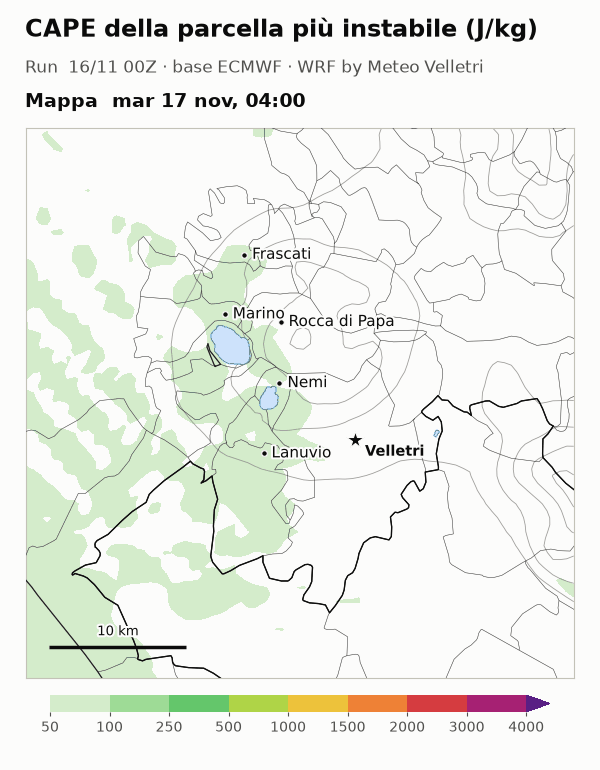 CAPE della parcella più instabile (J/kg)
Run  16/11 00Z · base ECMWF · WRF by Meteo Velletri
Mappa  mar 17 nov, 04:00
Frascati
Marino
Rocca di Papa
Nemi
Velletri
Lanuvio
10 km
50 100 250 500 1000 1500 2000 3000 4000